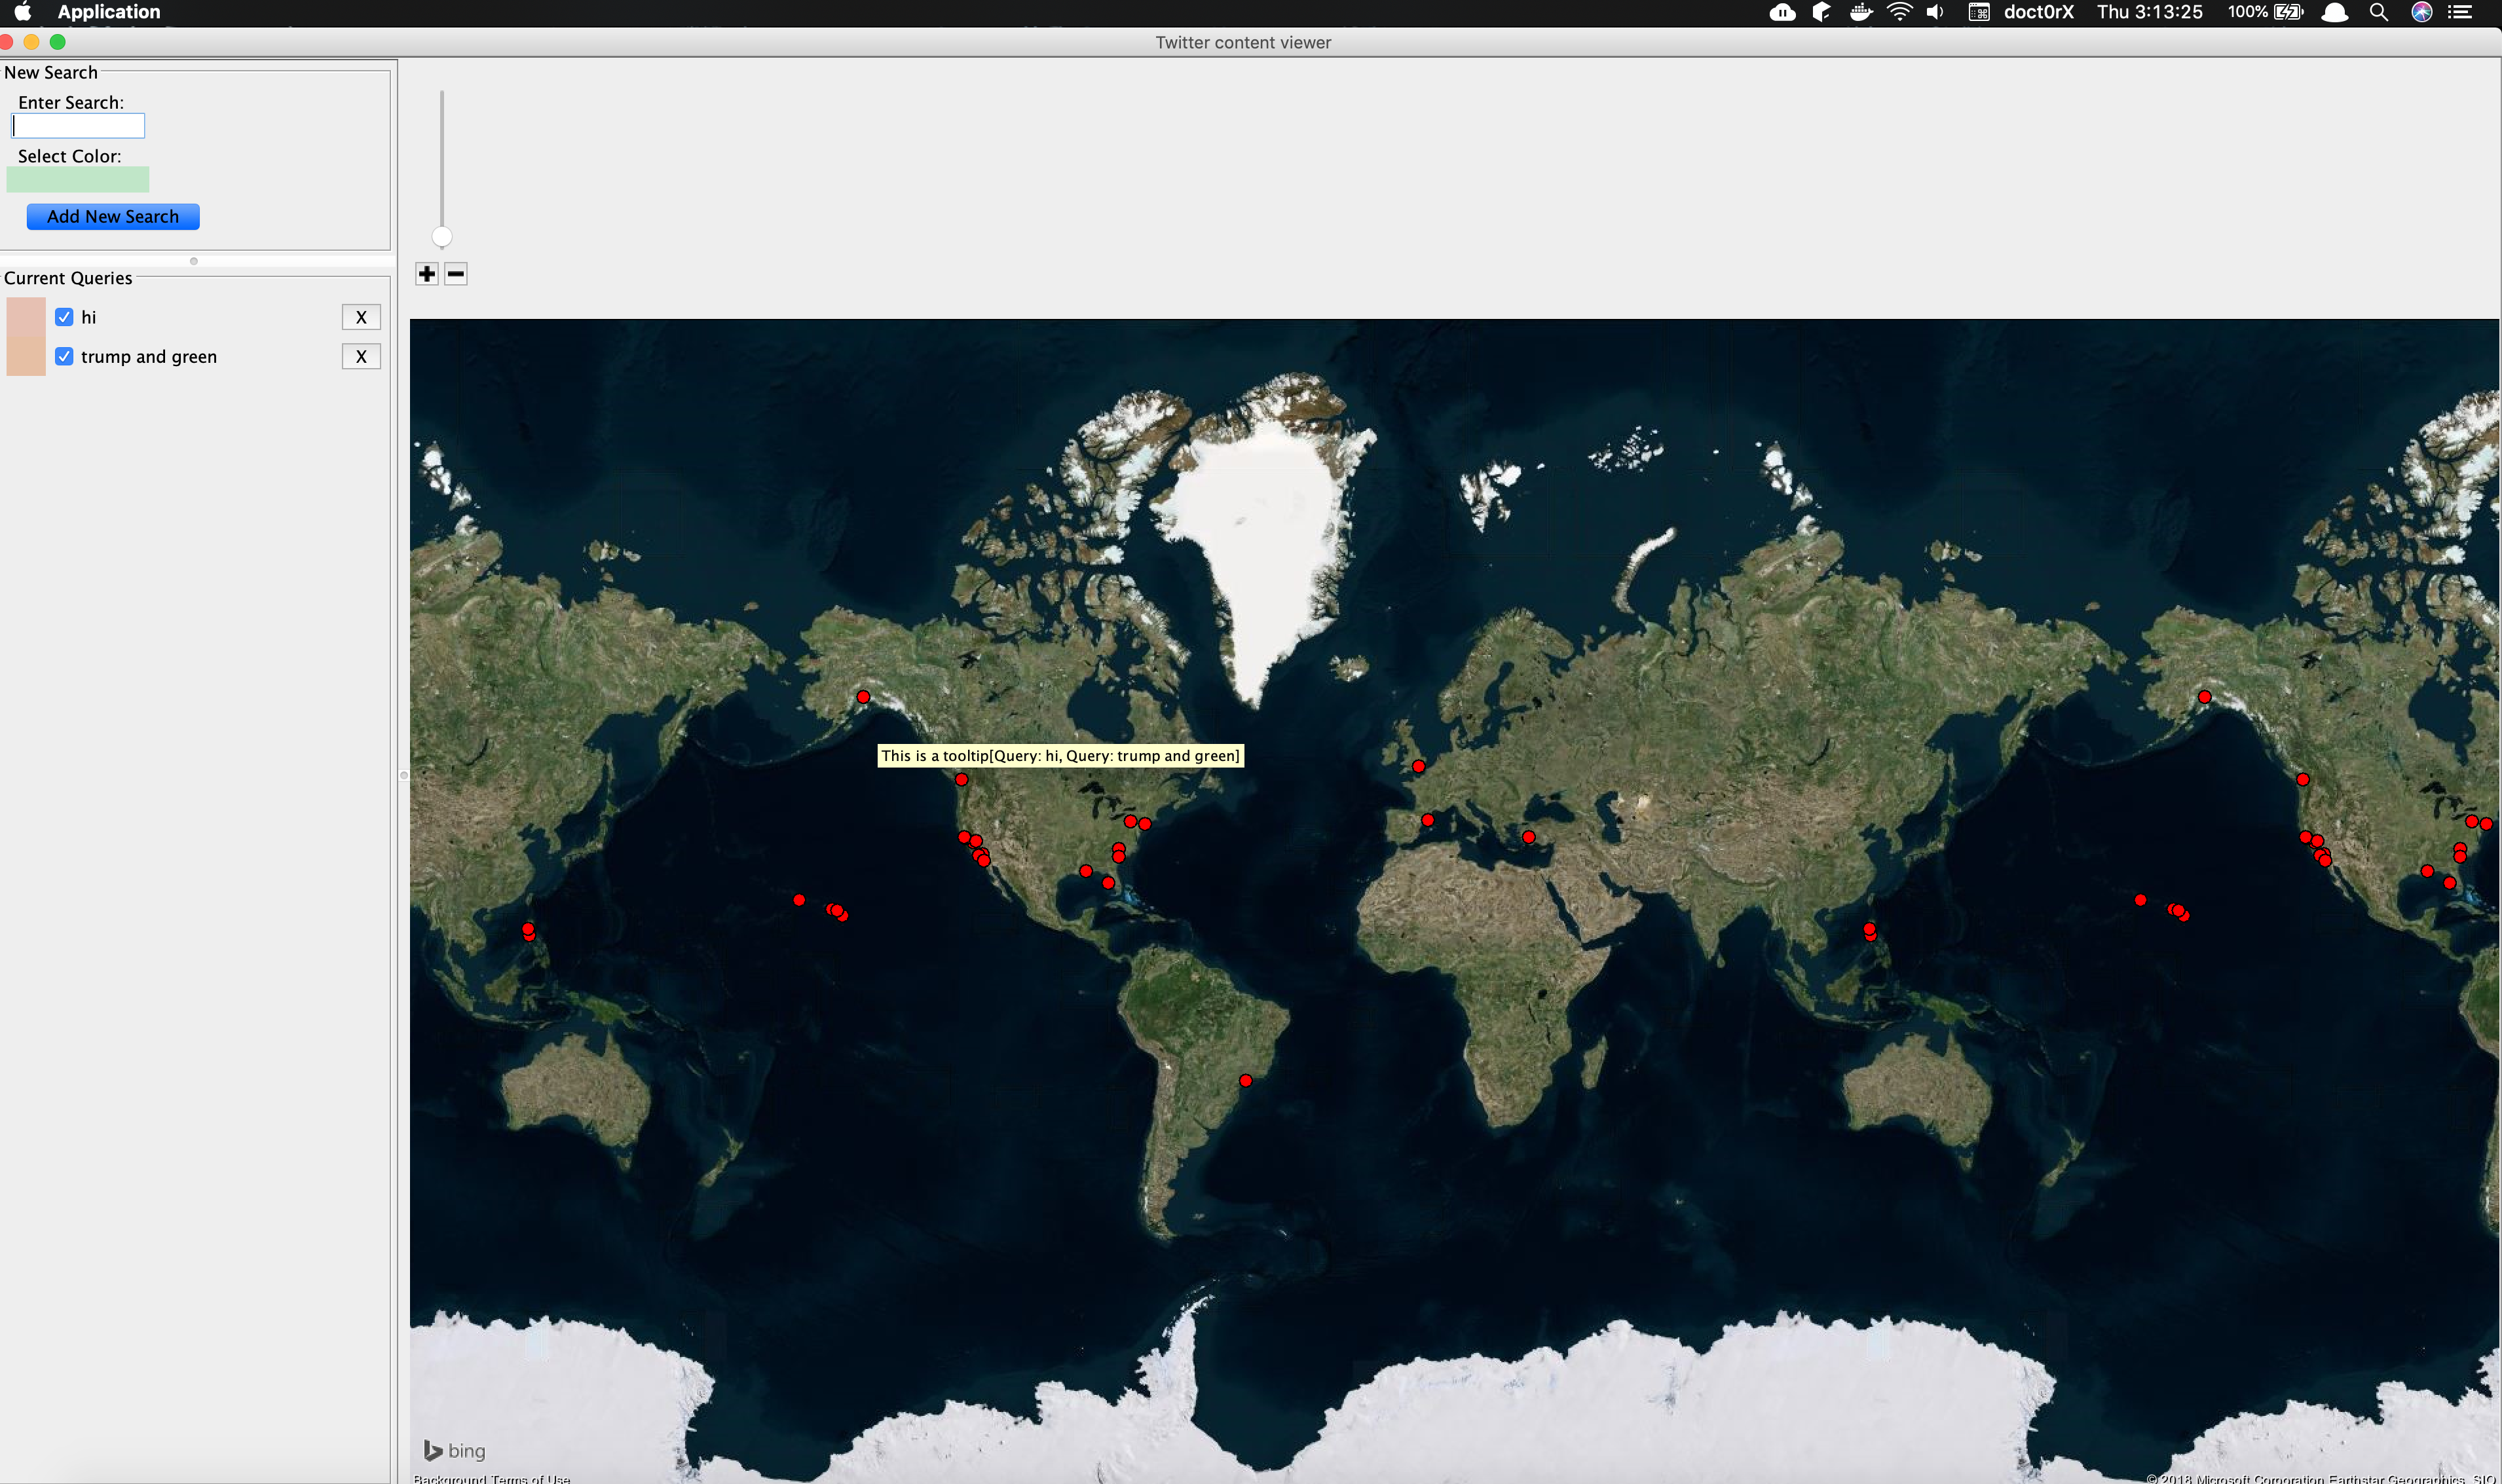 Application
doct0rX Thu 3:13:25 100%
Twitter content viewer
New Search
Enter Search:
Select Color:
Add New Search
Current Queries
hi X
trump and green X
This is a tooltip[Query: hi, Query: trump and green]
bing
Background Terms of Use
© 2018 Microsoft Corporation Earthstar Geographics SIO